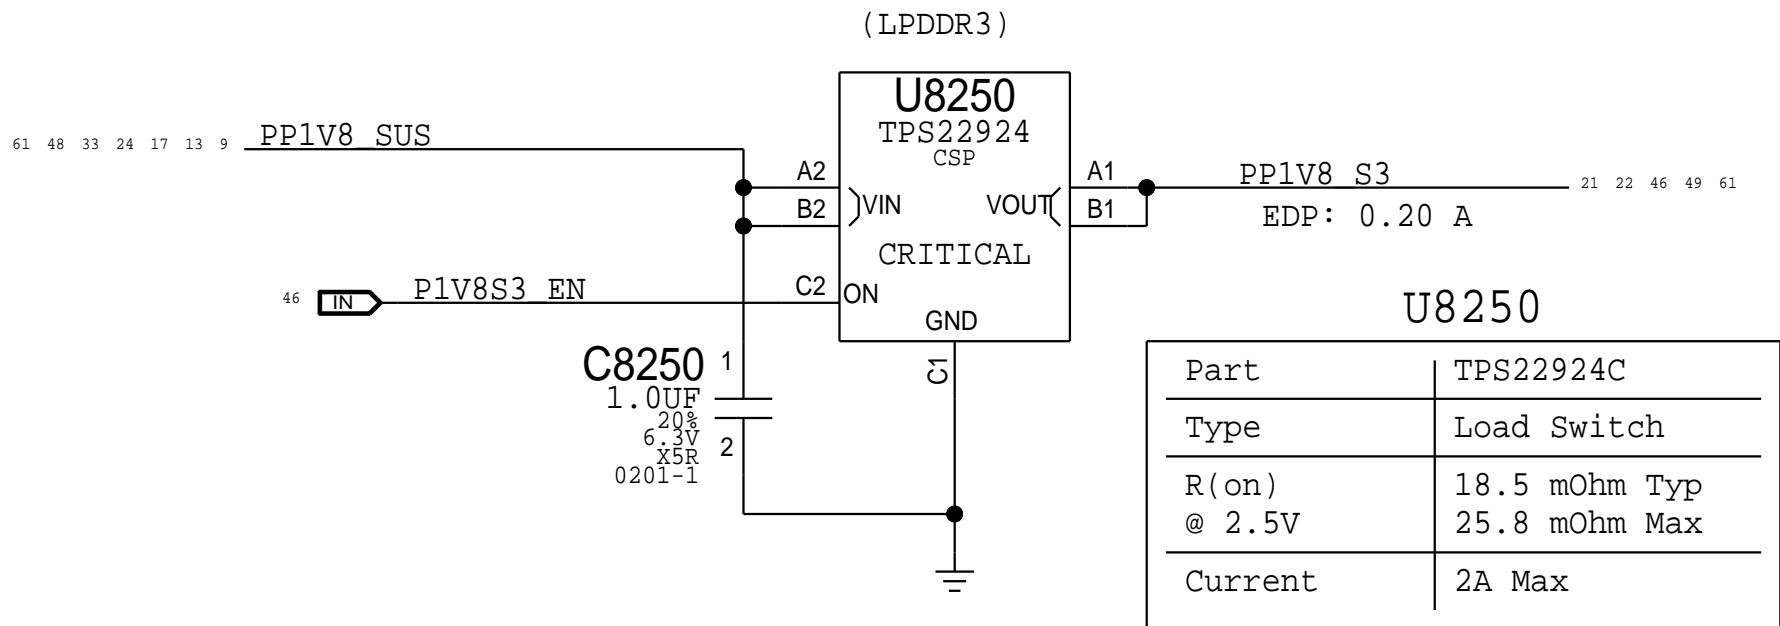 (LPDDR3)
U8250
TPS22924
CSP
61 48 33 24 17 13 9 PP1V8_SUS
A2
A1
PP1V8_S3
21 22 46 49 61
B2
VIN
VOUT
B1
EDP: 0.20 A
CRITICAL
46 IN P1V8S3_EN
C2
ON
GND
C1
C8250
1
1.0UF
20%
6.3V
X5R
0201-1
2
U8250
Part TPS22924C
Type Load Switch
R(on) 18.5 mOhm Typ
@ 2.5V 25.8 mOhm Max
Current 2A Max